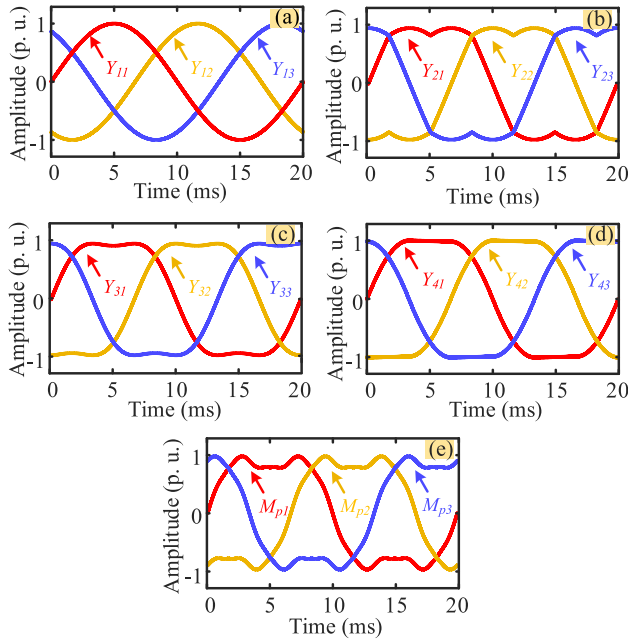 (a)
Amplitude (p. u.)
1
0
-1
Y11
Y12
Y13
0 5 10 15 20
Time (ms)
(b)
Amplitude (p. u.)
1
0
-1
Y21
Y22
Y23
0 5 10 15 20
Time (ms)
(c)
Amplitude (p. u.)
1
0
-1
Y31
Y32
Y33
0 5 10 15 20
Time (ms)
(d)
Amplitude (p. u.)
1
0
-1
Y41
Y42
Y43
0 5 10 15 20
Time (ms)
(e)
Amplitude (p. u.)
1
0
-1
Mp1
Mp2
Mp3
0 5 10 15 20
Time (ms)